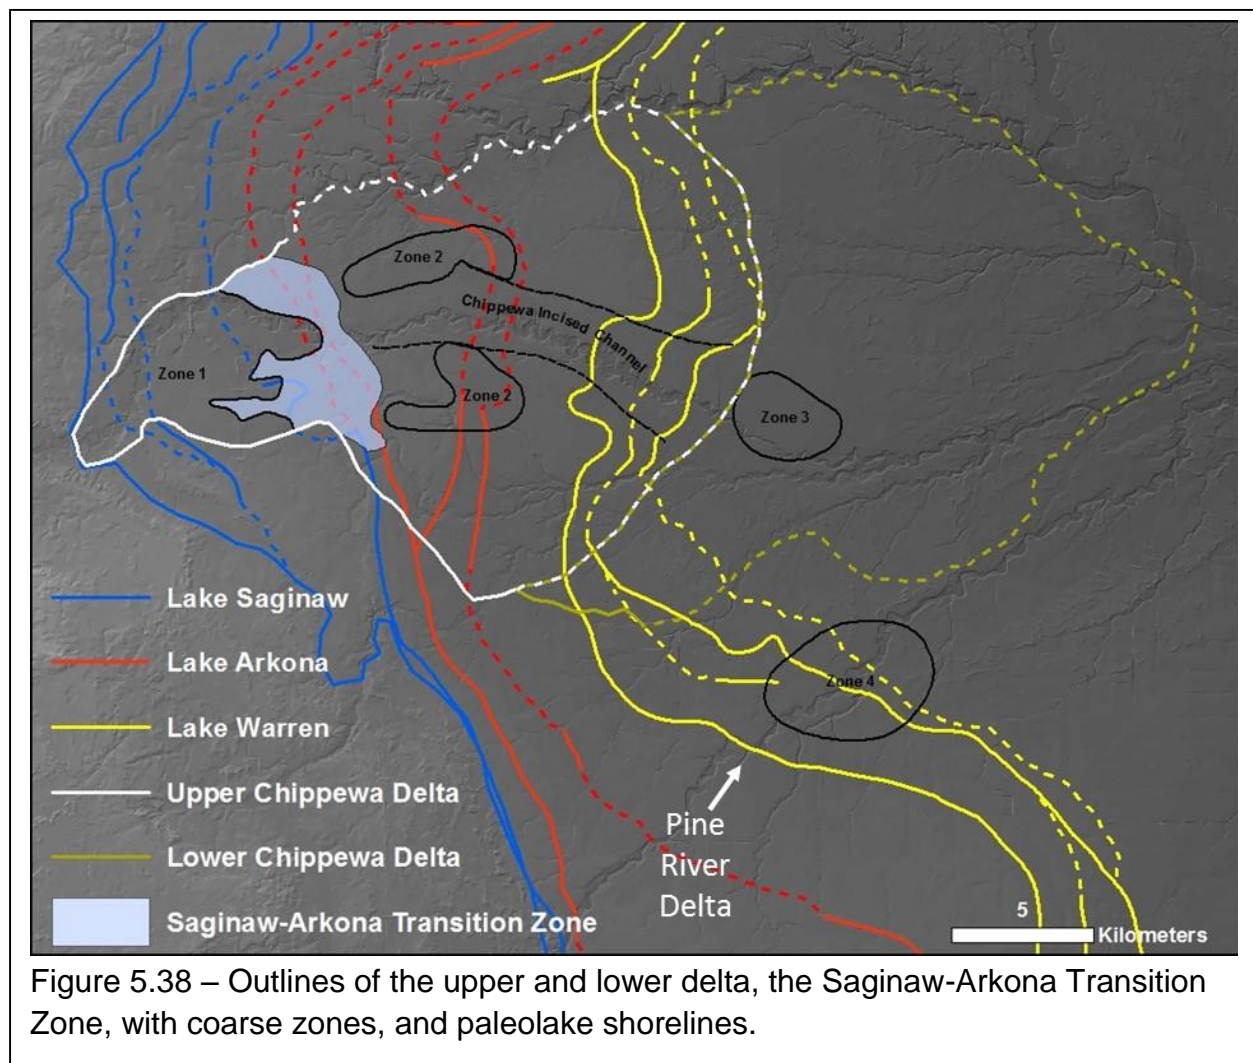 Zone 2
Chippewa Incised Channel
Zone 1
Zone 2
Zone 3
Zone 4
Lake Saginaw
Lake Arkona
Lake Warren
Upper Chippewa Delta
Lower Chippewa Delta
Saginaw-Arkona Transition Zone
Pine
River
Delta
5
Kilometers
Figure 5.38 – Outlines of the upper and lower delta, the Saginaw-Arkona Transition
Zone, with coarse zones, and paleolake shorelines.